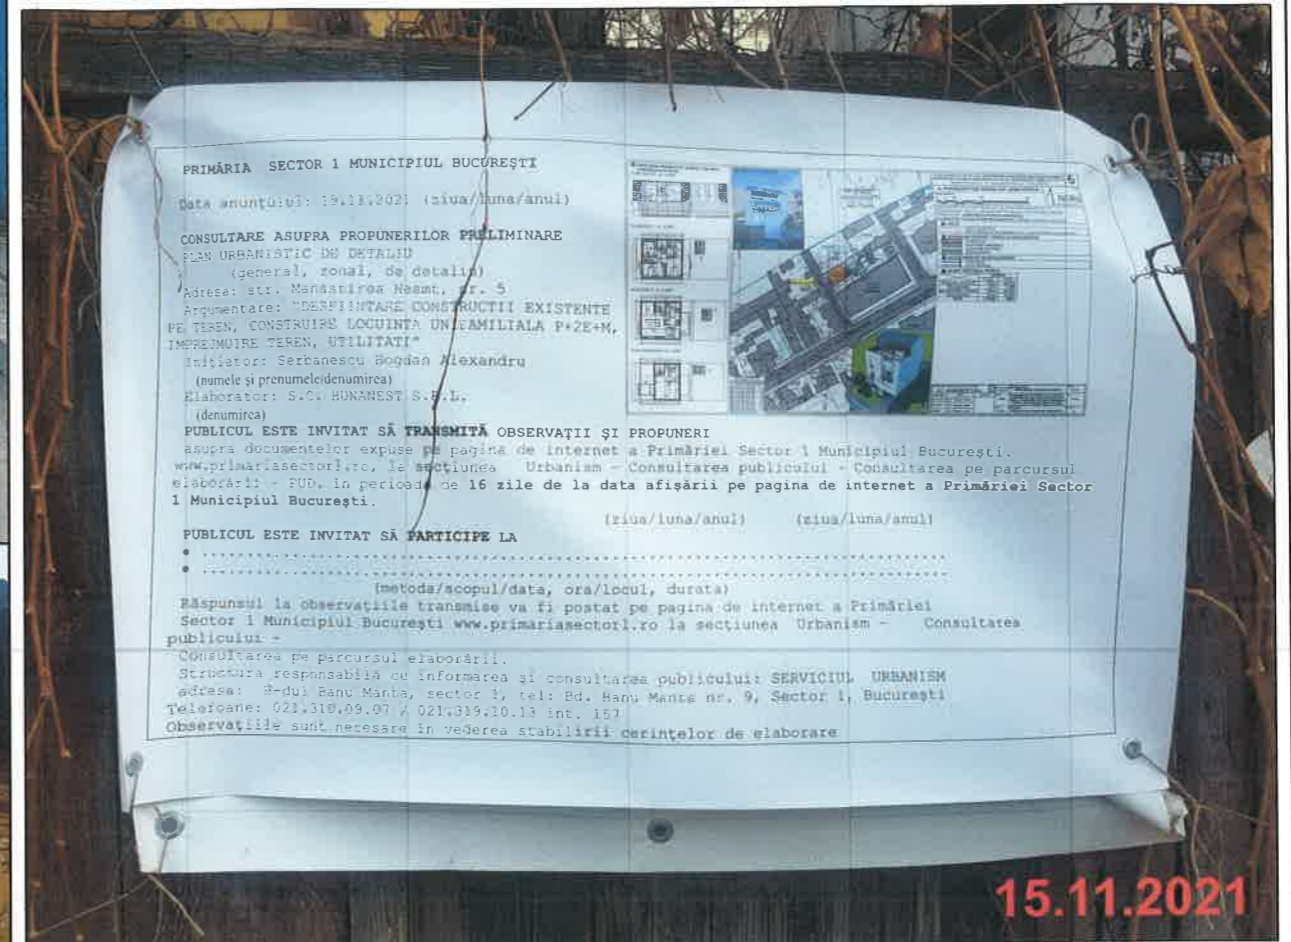 PRIMĂRIA SECTOR 1 MUNICIPIUL BUCUREȘTI
Data anunțului: .11.2021 (ziua/luna/anul)
CONSULTARE ASUPRA PROPUNERILOR PRELIMINARE
PLAN URBANISTIC DE DETALIU
(general, zonal, de detaliu)
Adresa: str. Manastirea Neamt, nr. 5
Argumentare: "DESFIINTARE CONSTRUCTII EXISTENTE
PE TEREN, CONSTRUIRE LOCUINTA UNIFAMILIALA P+2E+M,
IMPREJMUIRE TEREN, UTILITATI"
Inițiator: Serbanescu Bogdan Alexandru
(numele și prenumele/denumirea)
Elaborator: S.C. HUNANEST S.R.L.
(denumirea)
PUBLICUL ESTE INVITAT SĂ TRANSMITĂ OBSERVAȚII ȘI PROPUNERI
asupra documentelor expuse pe pagina de internet a Primăriei Sector 1 Municipiul București.
www.primariasector1.ro, la secțiunea Urbanism - Consultarea publicului - Consultarea pe parcursul
elaborării - PUD, în perioada de 16 zile de la data afișării pe pagina de internet a Primăriei Sector
1 Municipiul București.
(ziua/luna/anul) (ziua/luna/anul)
PUBLICUL ESTE INVITAT SĂ PARTICIPE LA
(metoda/scopul/data, ora/locul, durata)
Răspunsul la observațiile transmise va fi postat pe pagina de internet a Primăriei
Sector 1 Municipiul București www.primariasector1.ro la secțiunea Urbanism - Consultarea
publicului -
Consultarea pe parcursul elaborării.
Structura responsabilă cu informarea și consultarea publicului: SERVICIUL URBANISM
adresa: B-dul Banu Manta, sector 1, tel: Bd. Banu Manta nr. 9, Sector 1, București
Telefoane: 021.319.10.13 int. 157
Observațiile sunt necesare în vederea stabilirii cerințelor de elaborare
15.11.2021